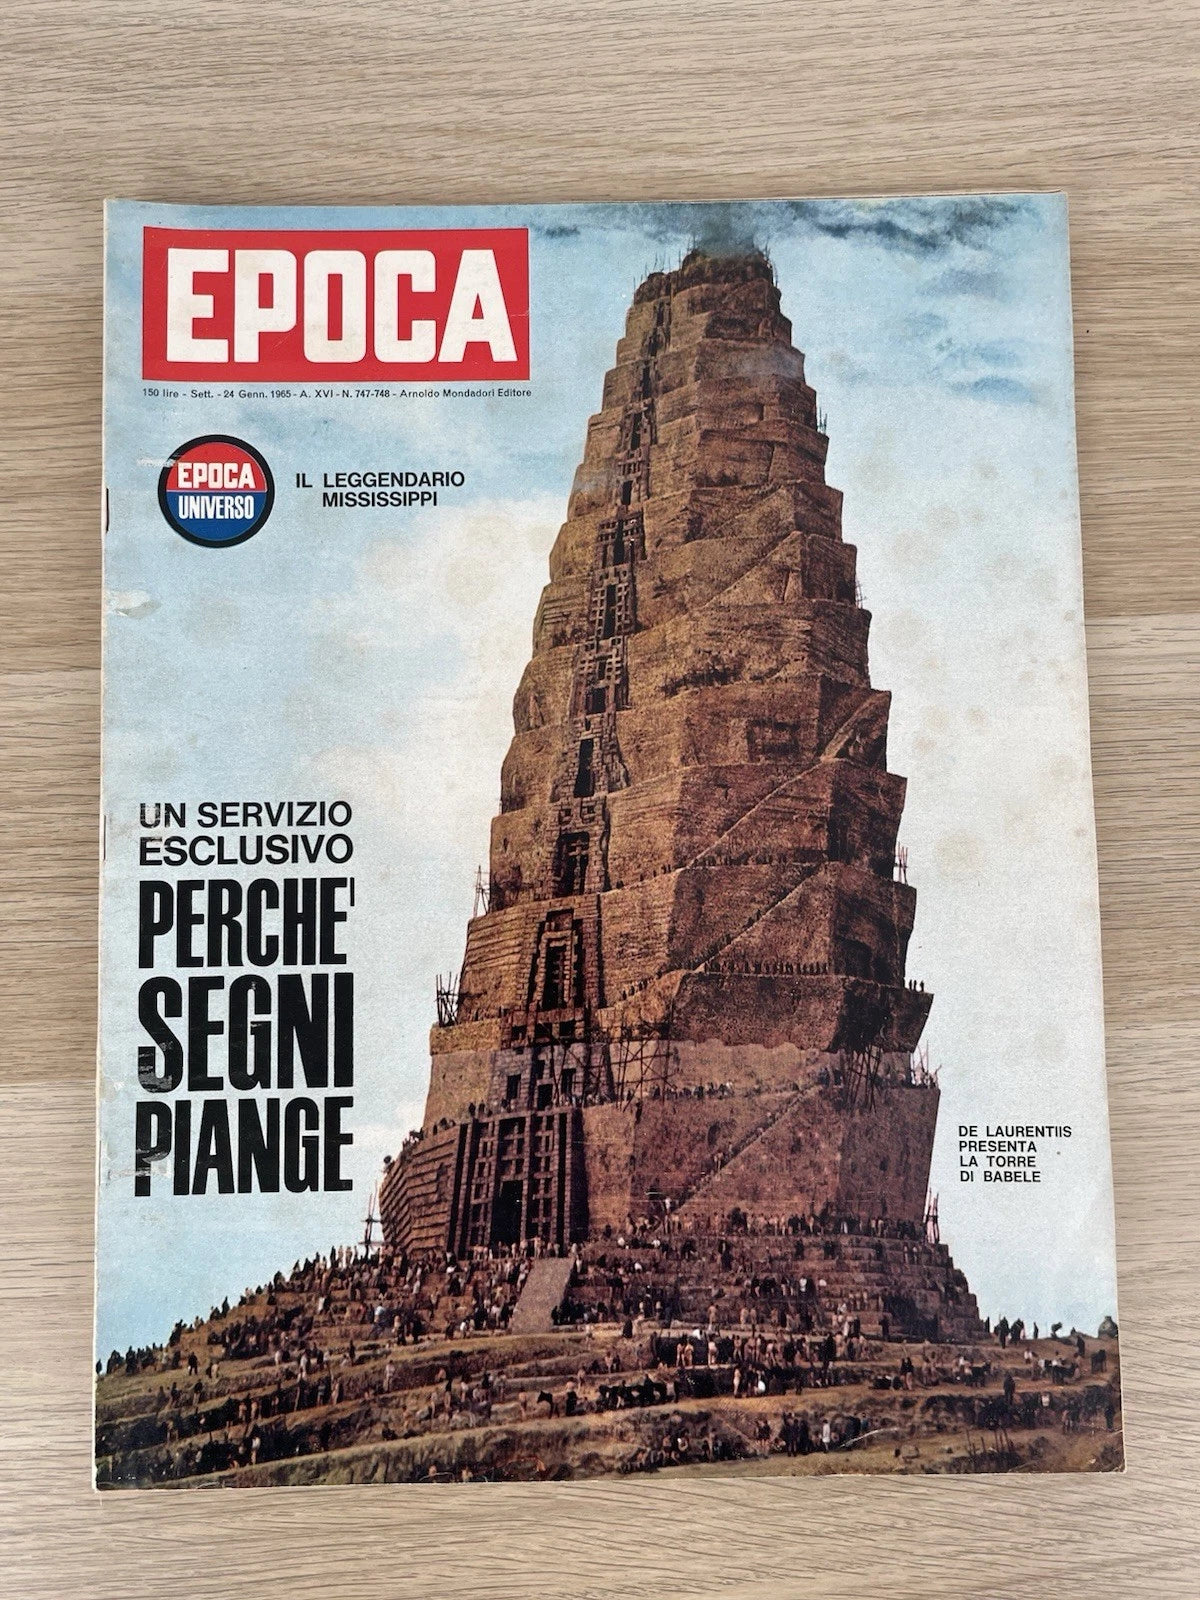 EPOCA
150 lire - Sett. - 24 Genn. 1965 - A. XVI - N. 747-748 - Arnoldo Mondadori Editore
EPOCA
UNIVERSO
IL LEGGENDARIO
MISSISSIPPI
UN SERVIZIO
ESCLUSIVO
PERCHE'
SEGNI
PIANGE
DE LAURENTIIS
PRESENTA
LA TORRE
DI BABELE